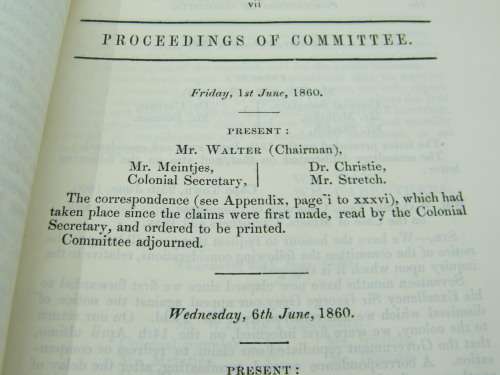 vii
PROCEEDINGS OF COMMITTEE.
Friday, 1st June, 1860.
PRESENT:
Mr. WALTER (Chairman),
Mr. Meintjes, Dr. Christie,
Colonial Secretary, Mr. Stretch.
The correspondence (see Appendix, page i to xxxvi), which had
taken place since the claims were first made, read by the Colonial
Secretary, and ordered to be printed.
Committee adjourned.
Wednesday, 6th June, 1860.
PRESENT: